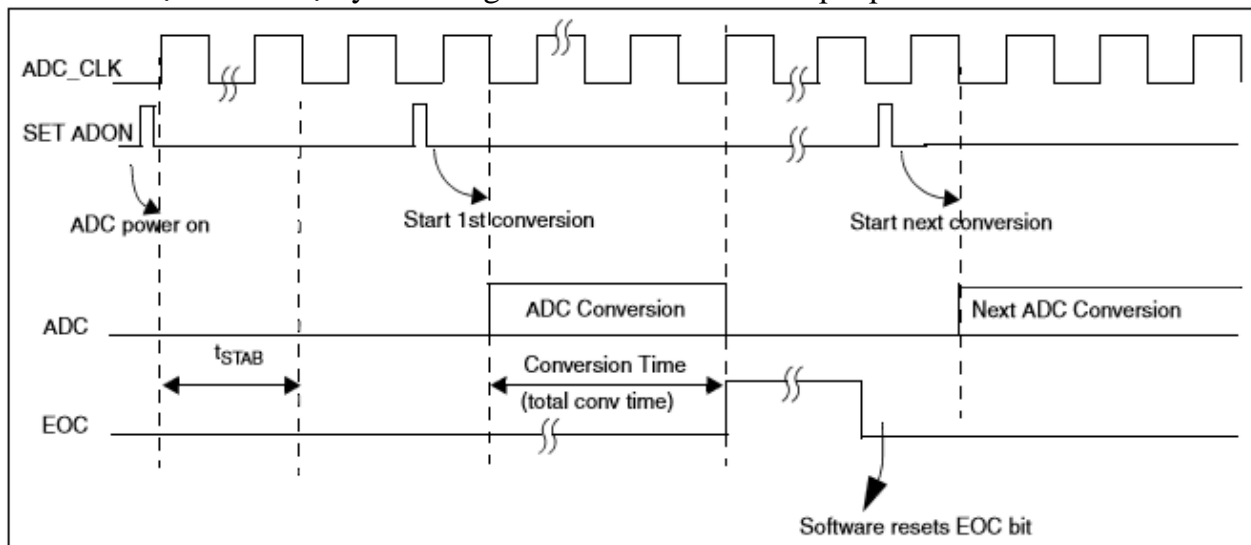 ADC_CLK
SET ADON
ADC power on
Start 1st conversion
Start next conversion
ADC
ADC Conversion
Next ADC Conversion
tSTAB
Conversion Time
(total conv time)
EOC
Software resets EOC bit